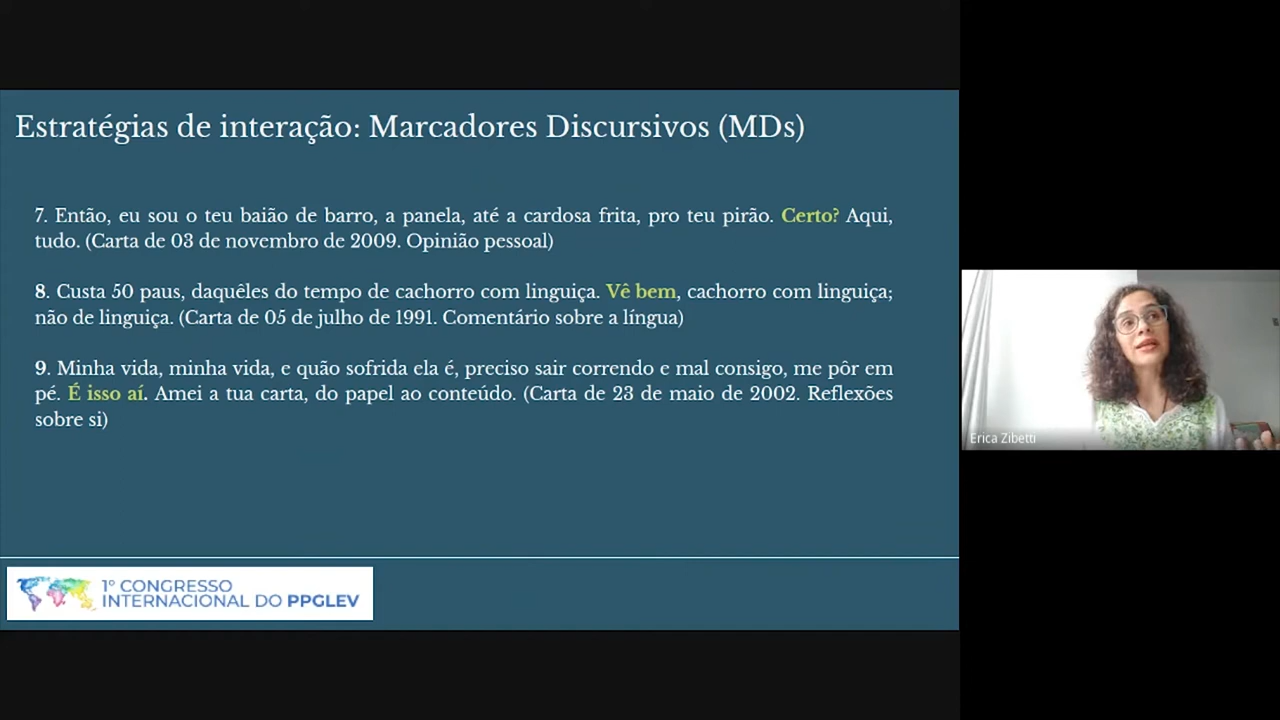 Estratégias de interação: Marcadores Discursivos (MDs)
7. Então, eu sou o teu baião de barro, a panela, até a cardosa frita, pro teu pirão. Certo? Aqui,
tudo. (Carta de 03 de novembro de 2009. Opinião pessoal)
8. Custa 50 paus, daquêles do tempo de cachorro com linguiça. Vê bem, cachorro com linguiça;
não de linguiça. (Carta de 05 de julho de 1991. Comentário sobre a língua)
9. Minha vida, minha vida, e quão sofrida ela é, preciso sair correndo e mal consigo, me pôr em
pé. É isso aí. Amei a tua carta, do papel ao conteúdo. (Carta de 23 de maio de 2002. Reflexões
sobre si)
Erica Zibetti
1º CONGRESSO
INTERNACIONAL DO PPGLEV